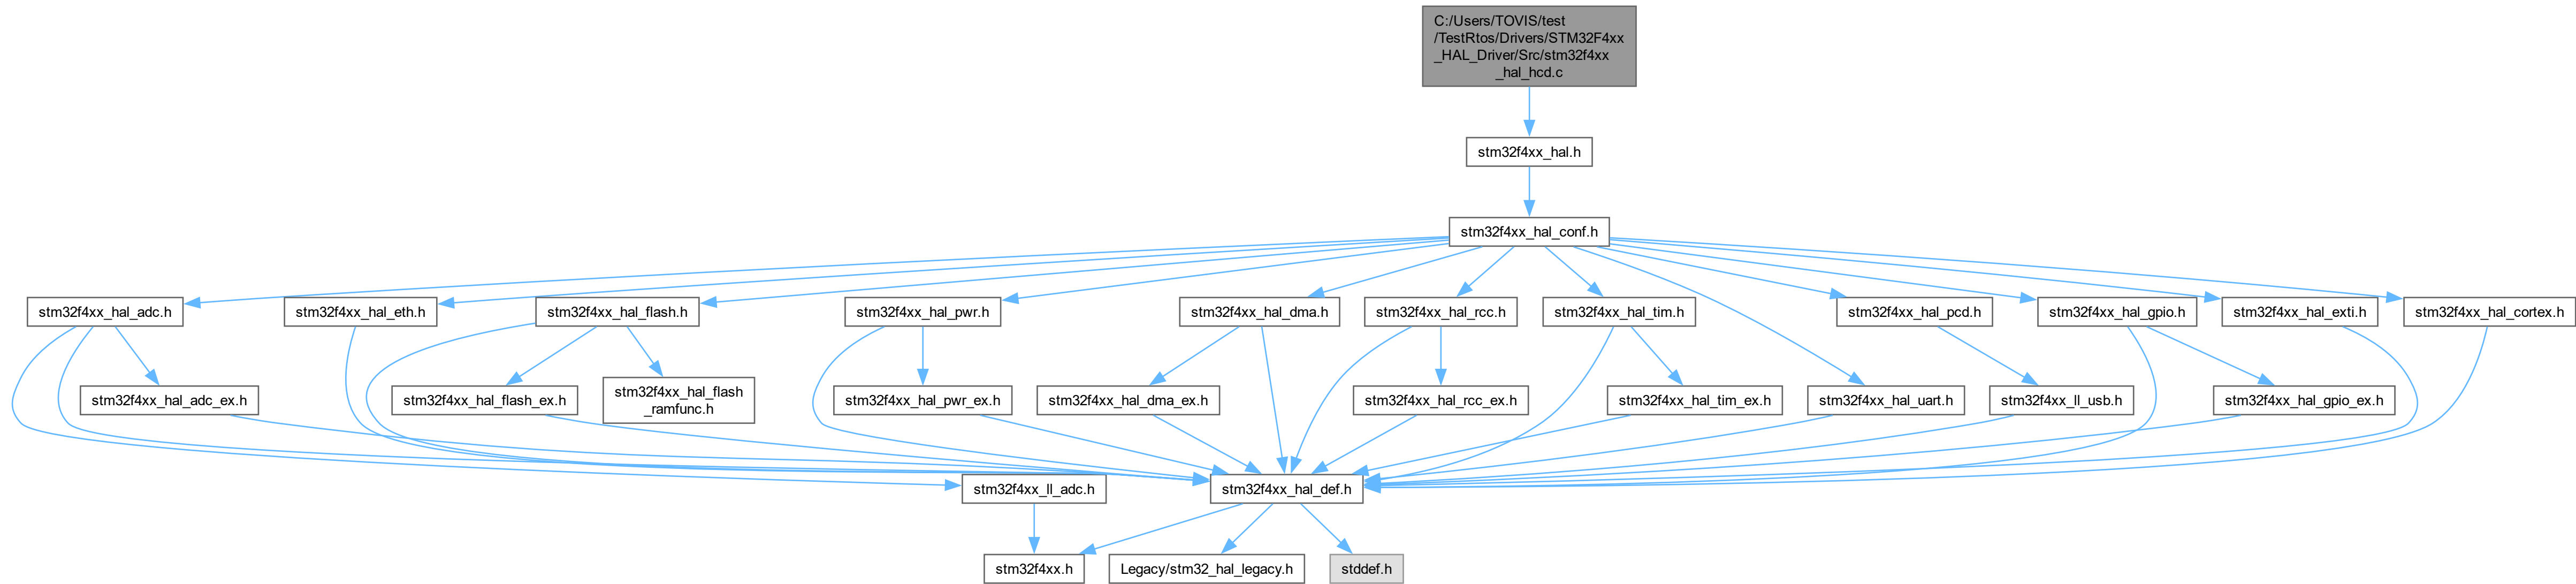 C:/Users/TOVIS/test
/TestRtos/Drivers/STM32F4xx
_HAL_Driver/Src/stm32f4xx
_hal_hcd.c
stm32f4xx_hal.h
stm32f4xx_hal_conf.h
stm32f4xx_hal_adc.h
stm32f4xx_hal_eth.h
stm32f4xx_hal_flash.h
stm32f4xx_hal_pwr.h
stm32f4xx_hal_dma.h
stm32f4xx_hal_rcc.h
stm32f4xx_hal_tim.h
stm32f4xx_hal_pcd.h
stm32f4xx_hal_gpio.h
stm32f4xx_hal_exti.h
stm32f4xx_hal_cortex.h
stm32f4xx_hal_adc_ex.h
stm32f4xx_hal_flash_ex.h
stm32f4xx_hal_flash
_ramfunc.h
stm32f4xx_hal_pwr_ex.h
stm32f4xx_hal_dma_ex.h
stm32f4xx_hal_rcc_ex.h
stm32f4xx_hal_tim_ex.h
stm32f4xx_hal_uart.h
stm32f4xx_ll_usb.h
stm32f4xx_hal_gpio_ex.h
stm32f4xx_ll_adc.h
stm32f4xx_hal_def.h
stm32f4xx.h
Legacy/stm32_hal_legacy.h
stddef.h